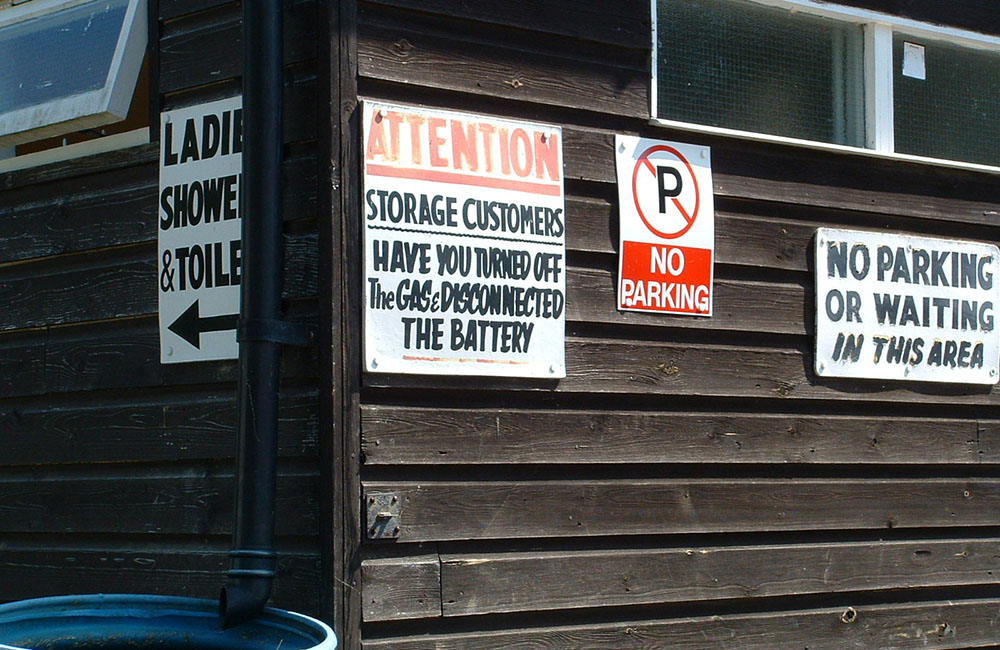 LADIE
SHOWE
& TOILE
ATTENTION
STORAGE CUSTOMERS
HAVE YOU TURNED OFF
The GAS & DISCONNECTED
THE BATTERY
P
NO
PARKING
NO PARKING
OR WAITING
IN THIS AREA